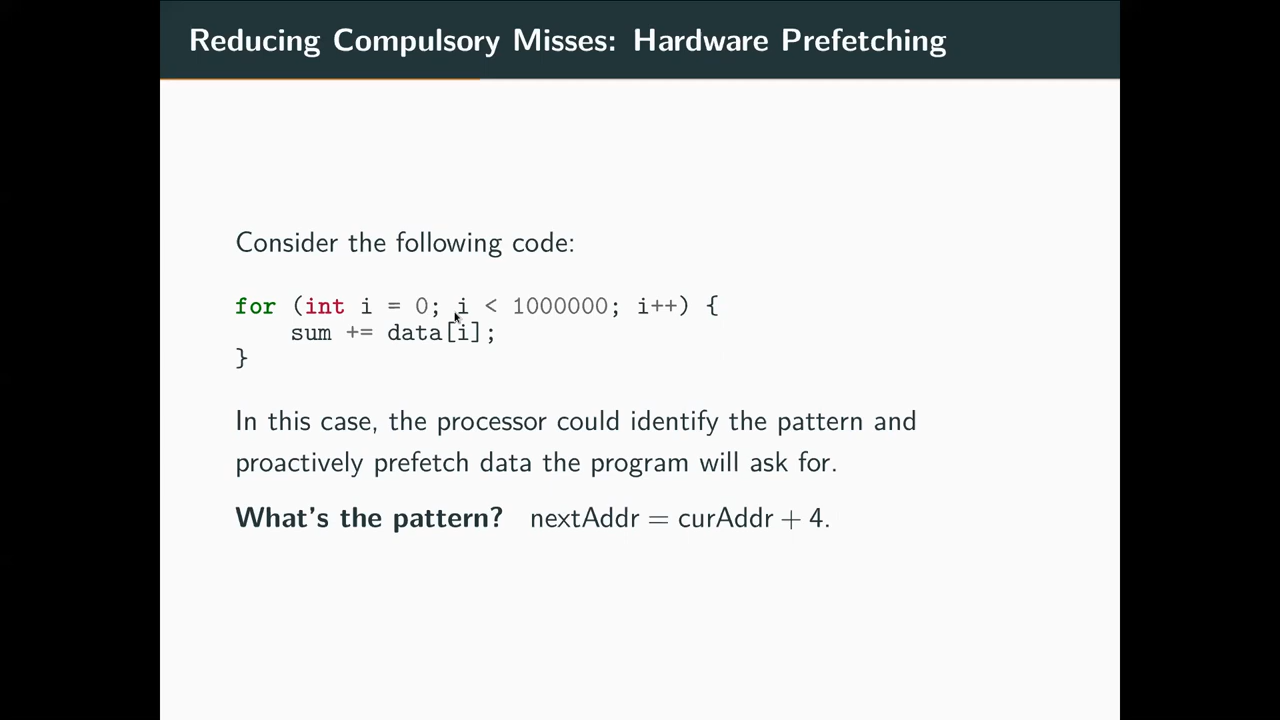 Reducing Compulsory Misses: Hardware Prefetching
Consider the following code:
for (int i = 0; i < 1000000; i++) {
    sum += data[i];
}
In this case, the processor could identify the pattern and
proactively prefetch data the program will ask for.
What's the pattern? nextAddr = curAddr + 4.